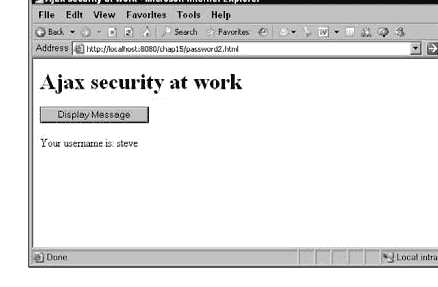 Ajax security at work - Microsoft Internet Explorer
File Edit View Favorites Tools Help
Back Search Favorites
Address http://localhost:8080/chap15/password2.html
Ajax security at work
Display Message
Your username is: steve
Done Local intra